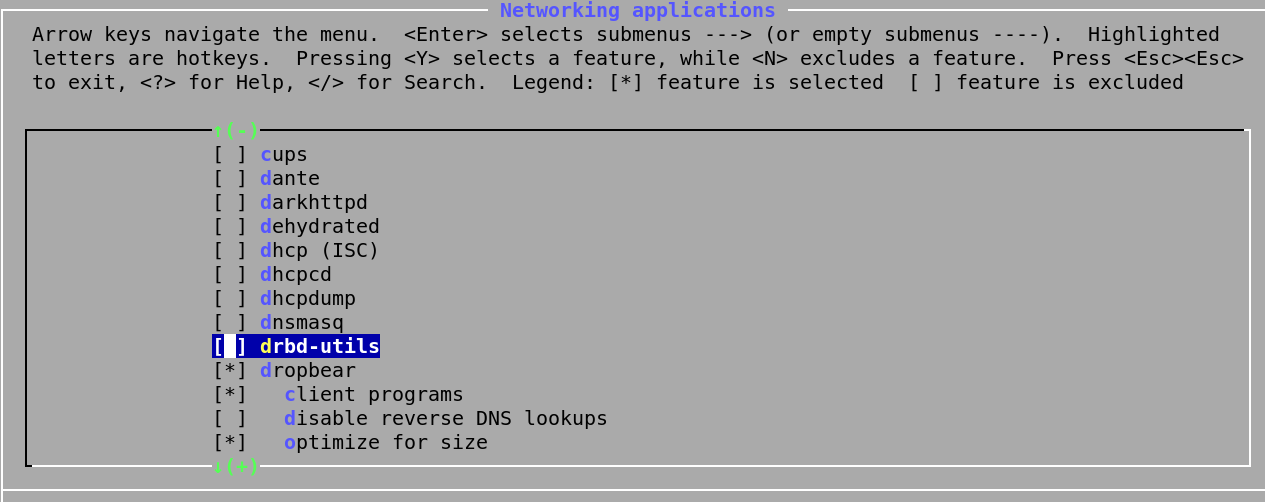 Networking applications
Arrow keys navigate the menu.  <Enter> selects submenus ---> (or empty submenus ----).  Highlighted
letters are hotkeys.  Pressing <Y> selects a feature, while <N> excludes a feature.  Press <Esc><Esc>
to exit, <?> for Help, </> for Search.  Legend: [*] feature is selected  [ ] feature is excluded
↑(-)
[ ] cups
[ ] dante
[ ] darkhttpd
[ ] dehydrated
[ ] dhcp (ISC)
[ ] dhcpcd
[ ] dhcpdump
[ ] dnsmasq
[ ] drbd-utils
[*] dropbear
[*]   client programs
[ ]   disable reverse DNS lookups
[*]   optimize for size
↓(+)